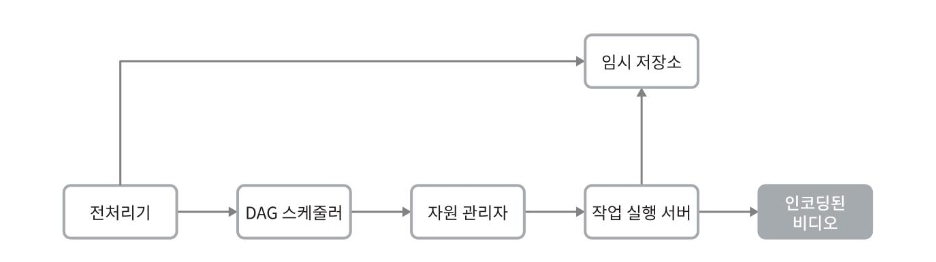 임시 저장소
전처리기
DAG 스케줄러
자원 관리자
작업 실행 서버
인코딩된
비디오